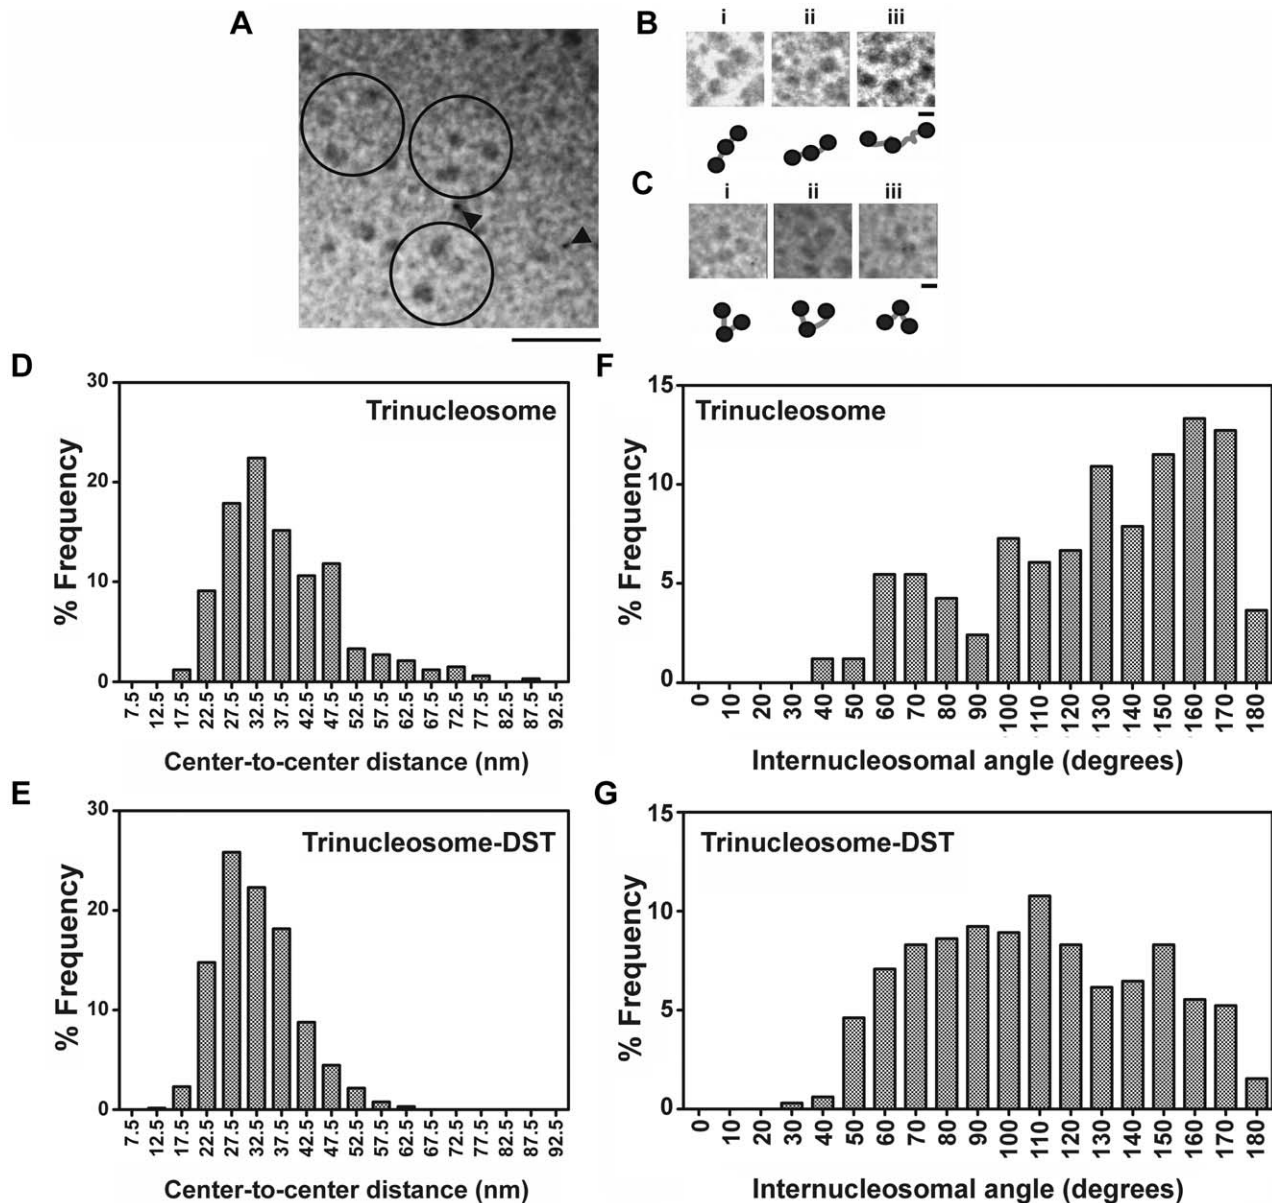 A
B
i ii iii
C
i ii iii
D
30
20
10
0
% Frequency
Trinucleosome
7.5 12.5 17.5 22.5 27.5 32.5 37.5 42.5 47.5 52.5 57.5 62.5 67.5 72.5 77.5 82.5 87.5 92.5
Center-to-center distance (nm)
F
15
10
5
0
% Frequency
Trinucleosome
0 10 20 30 40 50 60 70 80 90 100 110 120 130 140 150 160 170 180
Internucleosomal angle (degrees)
E
30
20
10
0
% Frequency
Trinucleosome-DST
7.5 12.5 17.5 22.5 27.5 32.5 37.5 42.5 47.5 52.5 57.5 62.5 67.5 72.5 77.5 82.5 87.5 92.5
Center-to-center distance (nm)
G
15
10
5
0
% Frequency
Trinucleosome-DST
0 10 20 30 40 50 60 70 80 90 100 110 120 130 140 150 160 170 180
Internucleosomal angle (degrees)